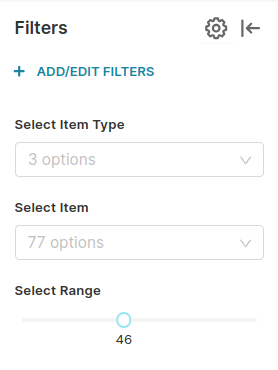 Filters
+ ADD/EDIT FILTERS
Select Item Type
3 options
Select Item
77 options
Select Range
46